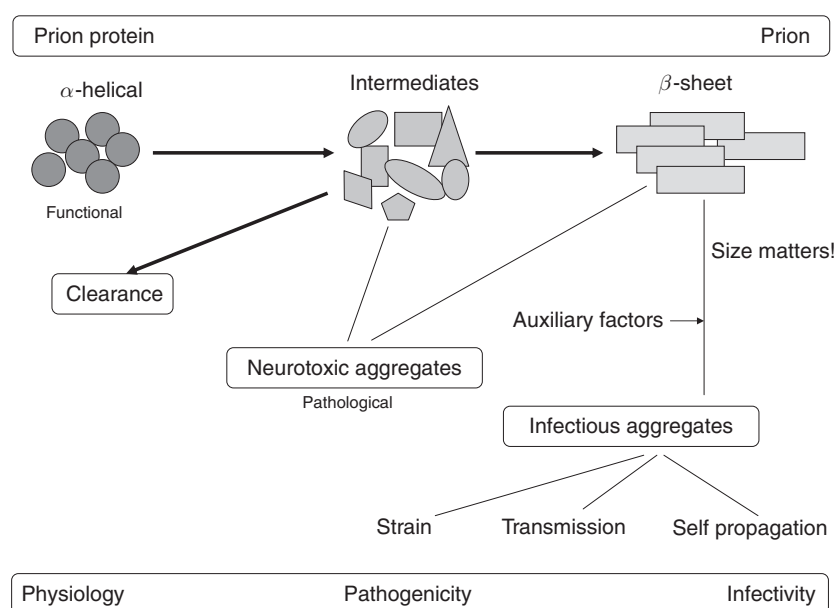 Prion protein Prion
α-helical Intermediates β-sheet
Functional
Size matters!
Clearance
Auxiliary factors
Neurotoxic aggregates
Pathological
Infectious aggregates
Strain Transmission Self propagation
Physiology Pathogenicity Infectivity